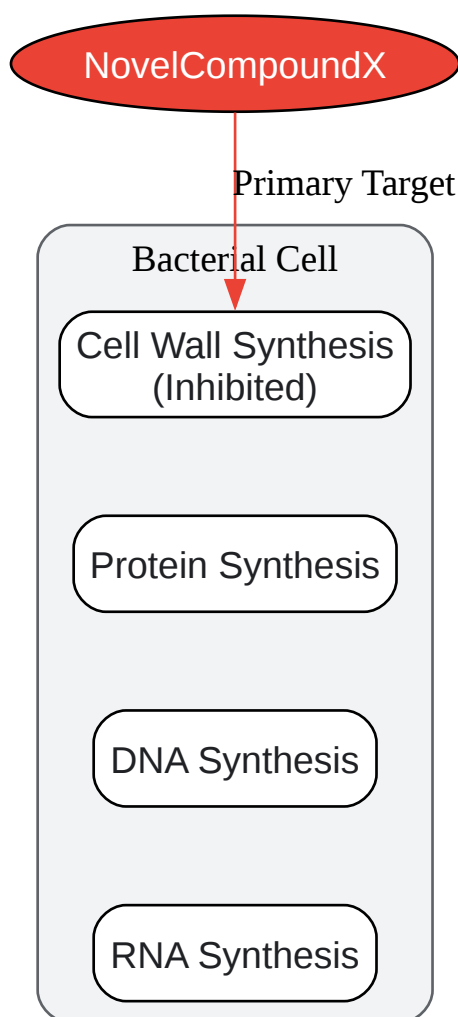 NovelCompoundX
Primary Target
Bacterial Cell
Cell Wall Synthesis
(Inhibited)
Protein Synthesis
DNA Synthesis
RNA Synthesis